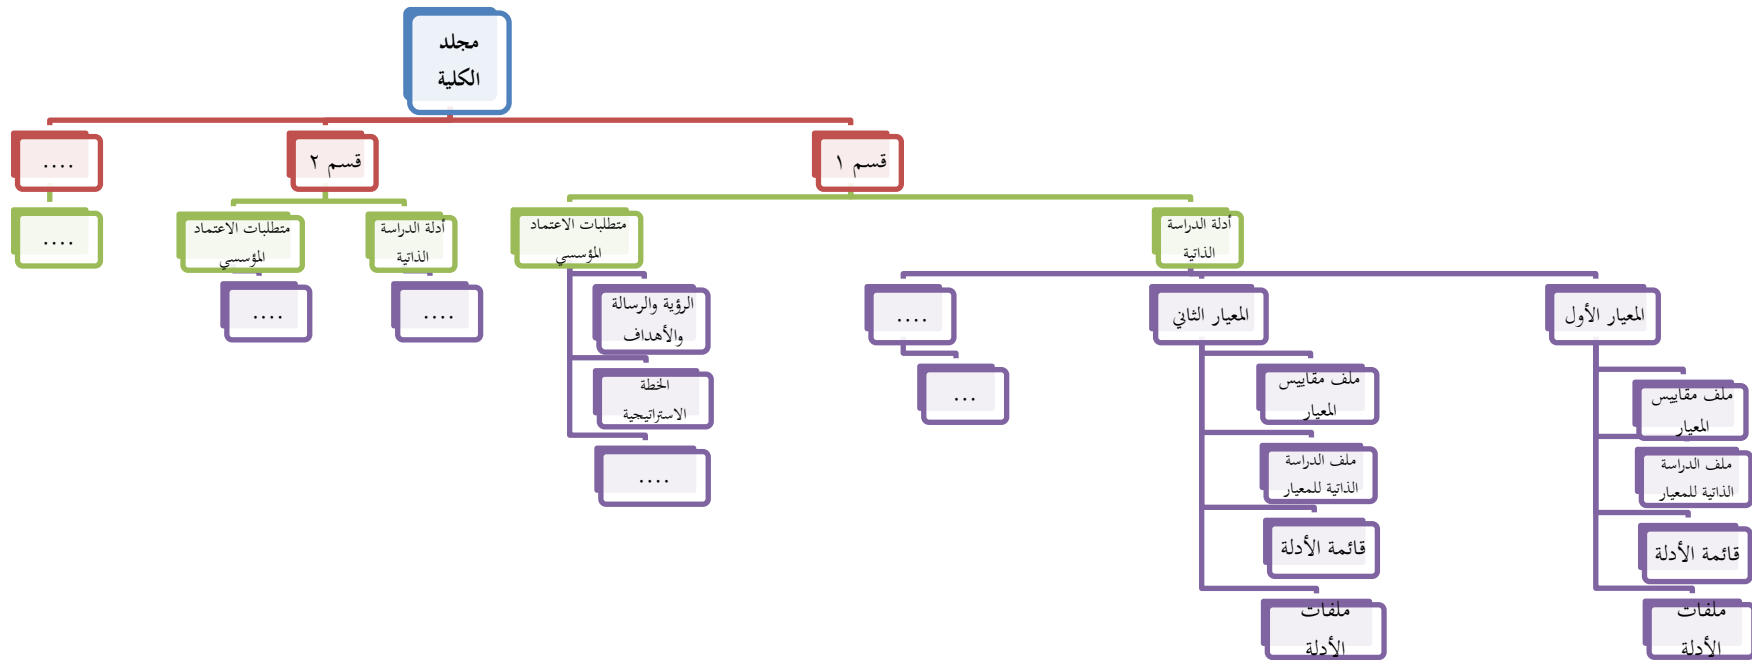 مجلد
الكلية
قسم ١
قسم ٢
....
أدلة الدراسة
الذاتية
متطلبات الاعتماد
المؤسسي
أدلة الدراسة
الذاتية
متطلبات الاعتماد
المؤسسي
....
المعيار الأول
المعيار الثاني
....
الرؤية والرسالة
والأهداف
....
....
ملف مقاييس
المعيار
ملف مقاييس
المعيار
...
الخطة
الاستراتيجية
ملف الدراسة
الذاتية للمعيار
ملف الدراسة
الذاتية للمعيار
....
قائمة الأدلة
قائمة الأدلة
ملفات
الأدلة
ملفات
الأدلة